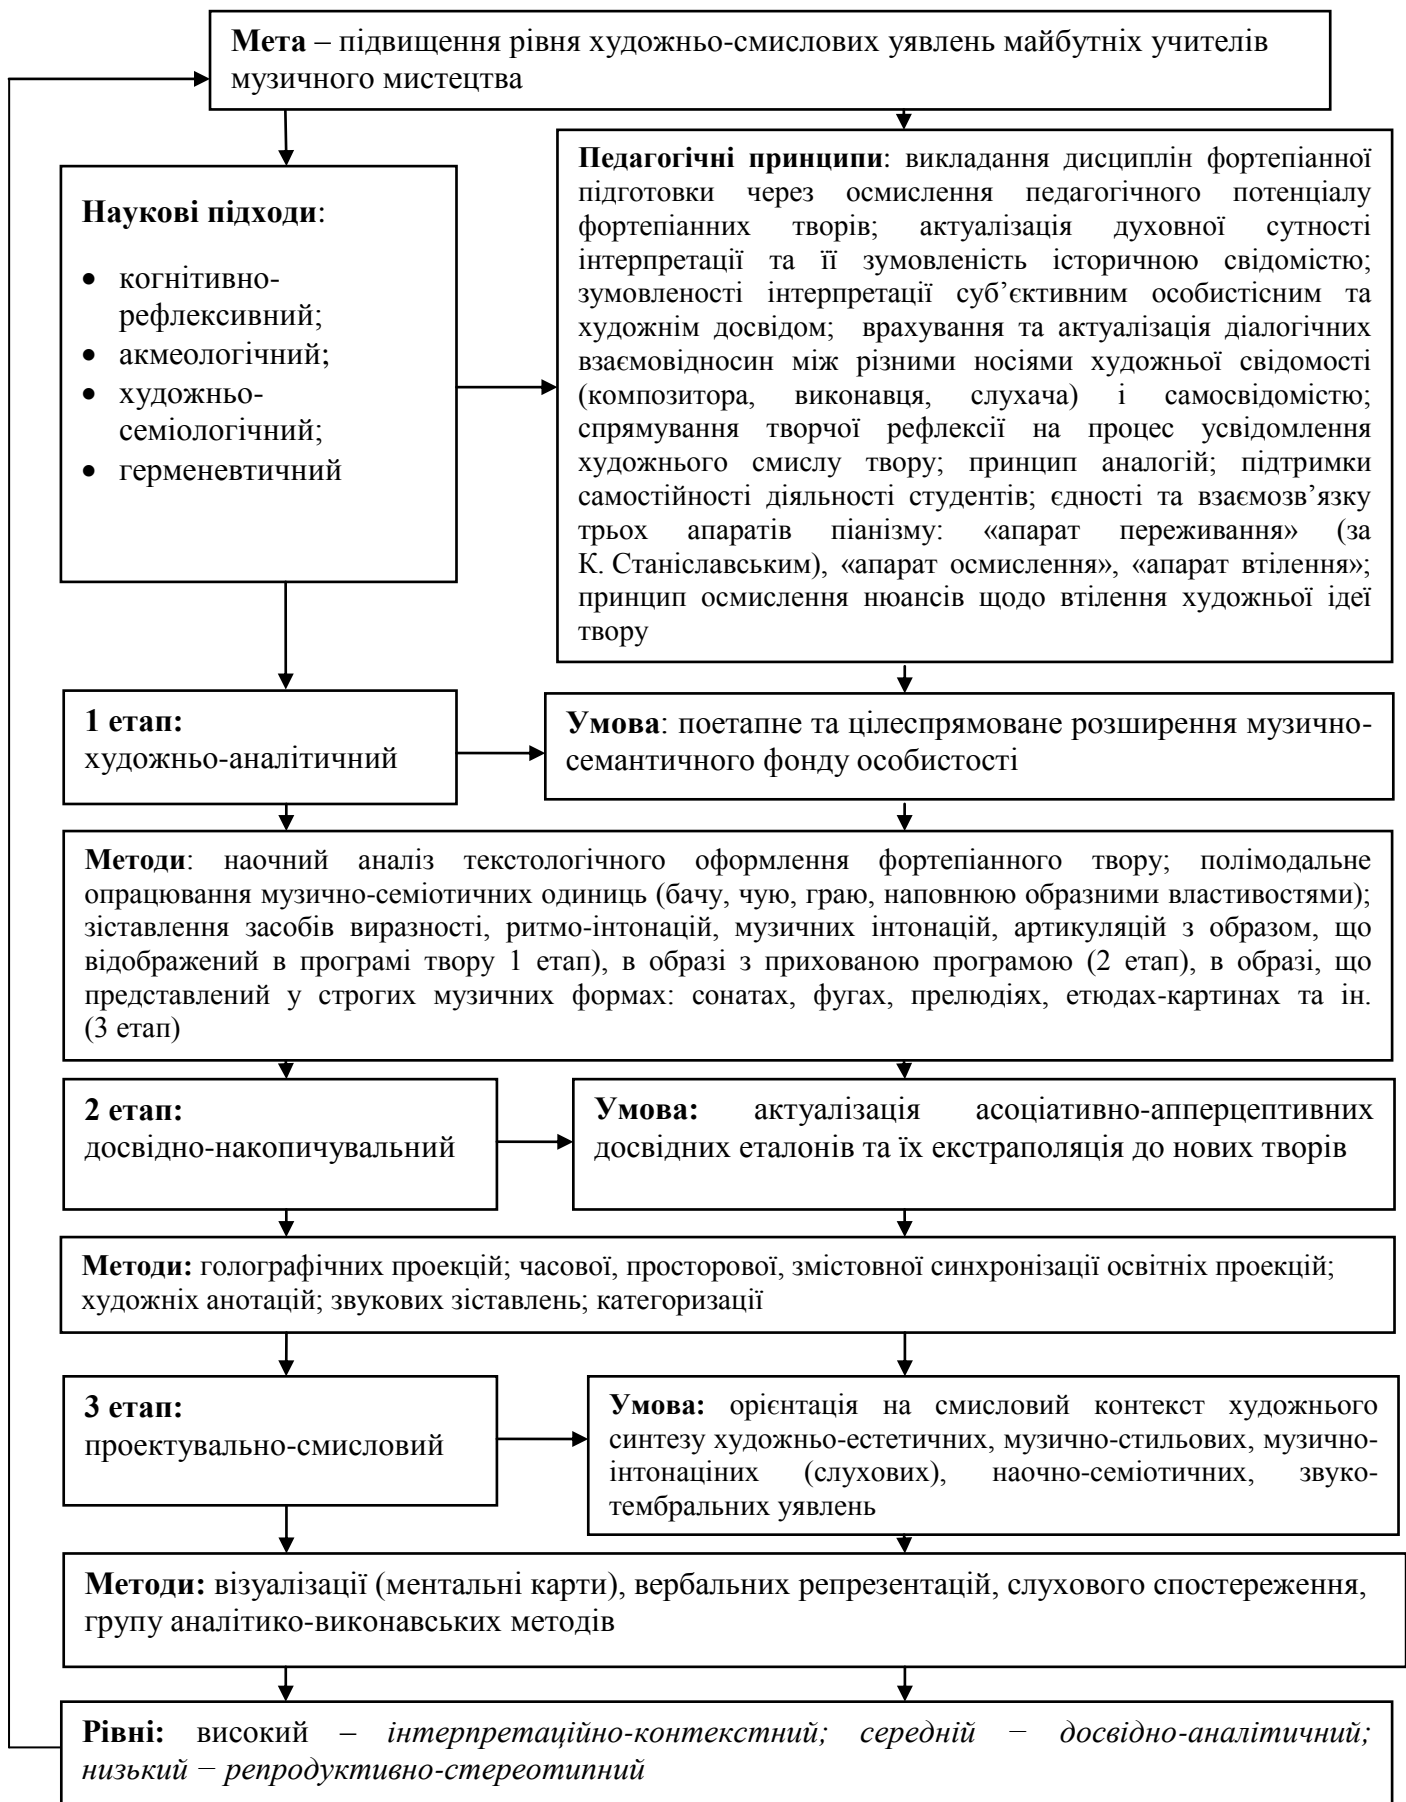 Мета – підвищення рівня художньо-смислових уявлень майбутніх учителів
музичного мистецтва
Наукові підходи:
• когнітивно-
рефлексивний;
• акмеологічний;
• художньо-
семіологічний;
• герменевтичний
Педагогічні принципи: викладання дисциплін фортепіанної
підготовки через осмислення педагогічного потенціалу
фортепіанних творів; актуалізація духовної сутності
інтерпретації та її зумовленість історичною свідомістю;
зумовленості інтерпретації суб’єктивним особистісним та
художнім досвідом; врахування та актуалізація діалогічних
взаємовідносин між різними носіями художньої свідомості
(композитора, виконавця, слухача) і самосвідомістю;
спрямування творчої рефлексії на процес усвідомлення
художнього смислу твору; принцип аналогій; підтримки
самостійності діяльності студентів; єдності та взаємозв’язку
трьох апаратів піанізму: «апарат переживання» (за
К. Станіславським), «апарат осмислення», «апарат втілення»;
принцип осмислення нюансів щодо втілення художньої ідеї
твору
1 етап:
художньо-аналітичний
Умова: поетапне та цілеспрямоване розширення музично-
семантичного фонду особистості
Методи: наочний аналіз текстологічного оформлення фортепіанного твору; полімодальне
опрацювання музично-семіотичних одиниць (бачу, чую, граю, наповнюю образними властивостями);
зіставлення засобів виразності, ритмо-інтонацій, музичних інтонацій, артикуляцій з образом, що
відображений в програмі твору 1 етап), в образі з прихованою програмою (2 етап), в образі, що
представлений у строгих музичних формах: сонатах, фугах, прелюдіях, етюдах-картинах та ін.
(3 етап)
2 етап:
досвідно-накопичувальний
Умова: актуалізація асоціативно-апперцептивних
досвідних еталонів та їх екстраполяція до нових творів
Методи: голографічних проекцій; часової, просторової, змістовної синхронізації освітніх проекцій;
художніх анотацій; звукових зіставлень; категоризації
3 етап:
проектувально-смисловий
Умова: орієнтація на смисловий контекст художнього
синтезу художньо-естетичних, музично-стильових, музично-
інтонаціних (слухових), наочно-семіотичних, звуко-
тембральних уявлень
Методи: візуалізації (ментальні карти), вербальних репрезентацій, слухового спостереження,
групу аналітико-виконавських методів
Рівні: високий – інтерпретаційно-контекстний; середній − досвідно-аналітичний;
низький − репродуктивно-стереотипний